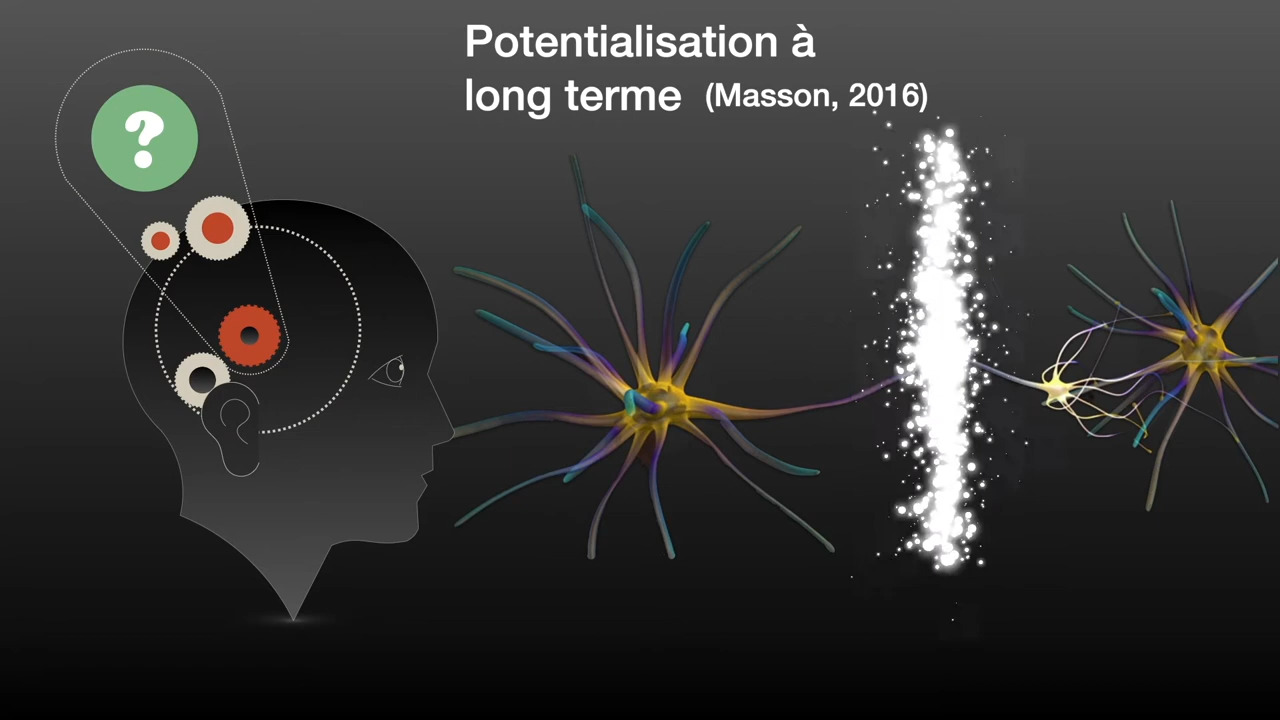 Potentialisation à
long terme (Masson, 2016)
?